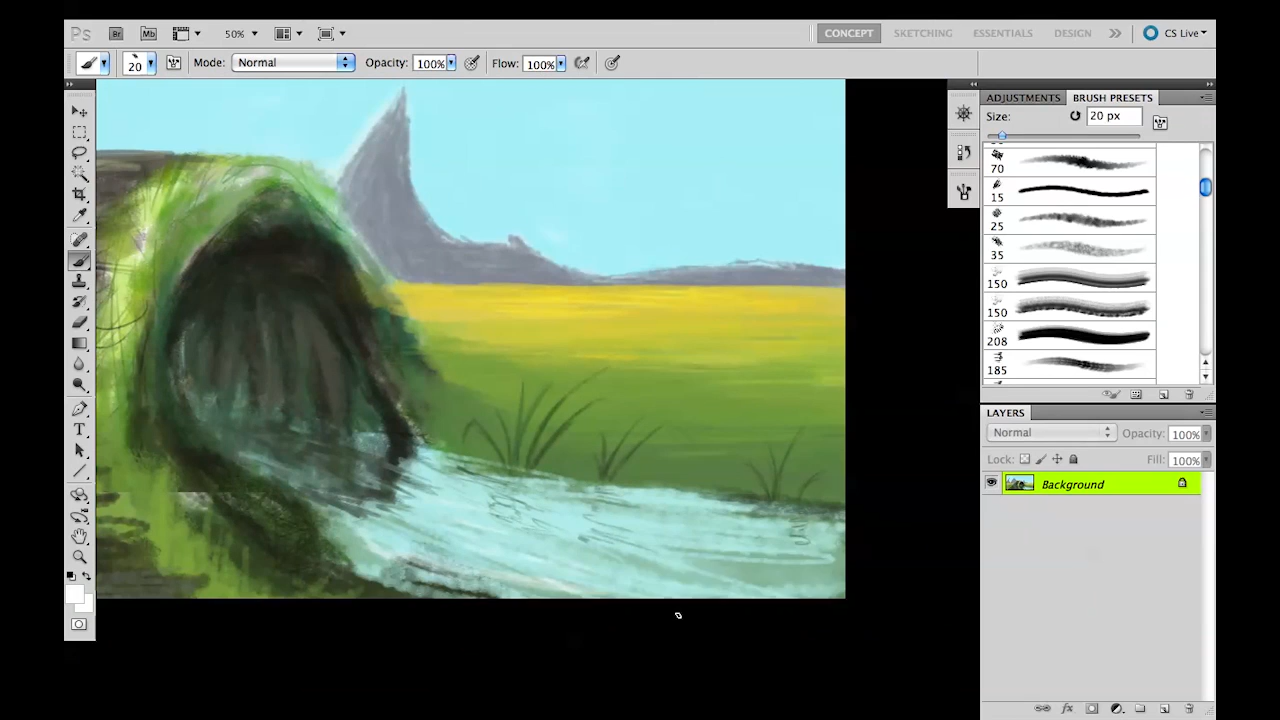 Ps Br Mb 50% CONCEPT SKETCHING ESSENTIALS DESIGN CS Live
20 Mode: Normal Opacity: 100% Flow: 100%
ADJUSTMENTS BRUSH PRESETS
Size: 20 px
70
15
25
35
150
150
208
185
LAYERS
Normal Opacity: 100%
Lock: Fill: 100%
Background
T
fx